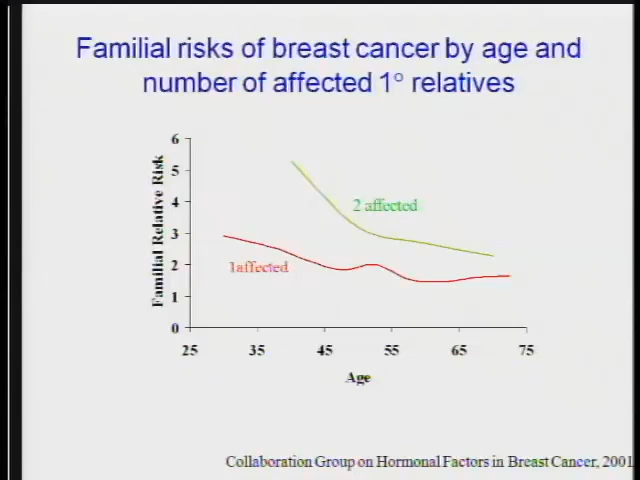 Familial risks of breast cancer by age and
number of affected 1° relatives
6
5
4
3
2
1
0
Familial Relative Risk
2 affected
1affected
25 35 45 55 65 75
Age
Collaboration Group on Hormonal Factors in Breast Cancer, 2001